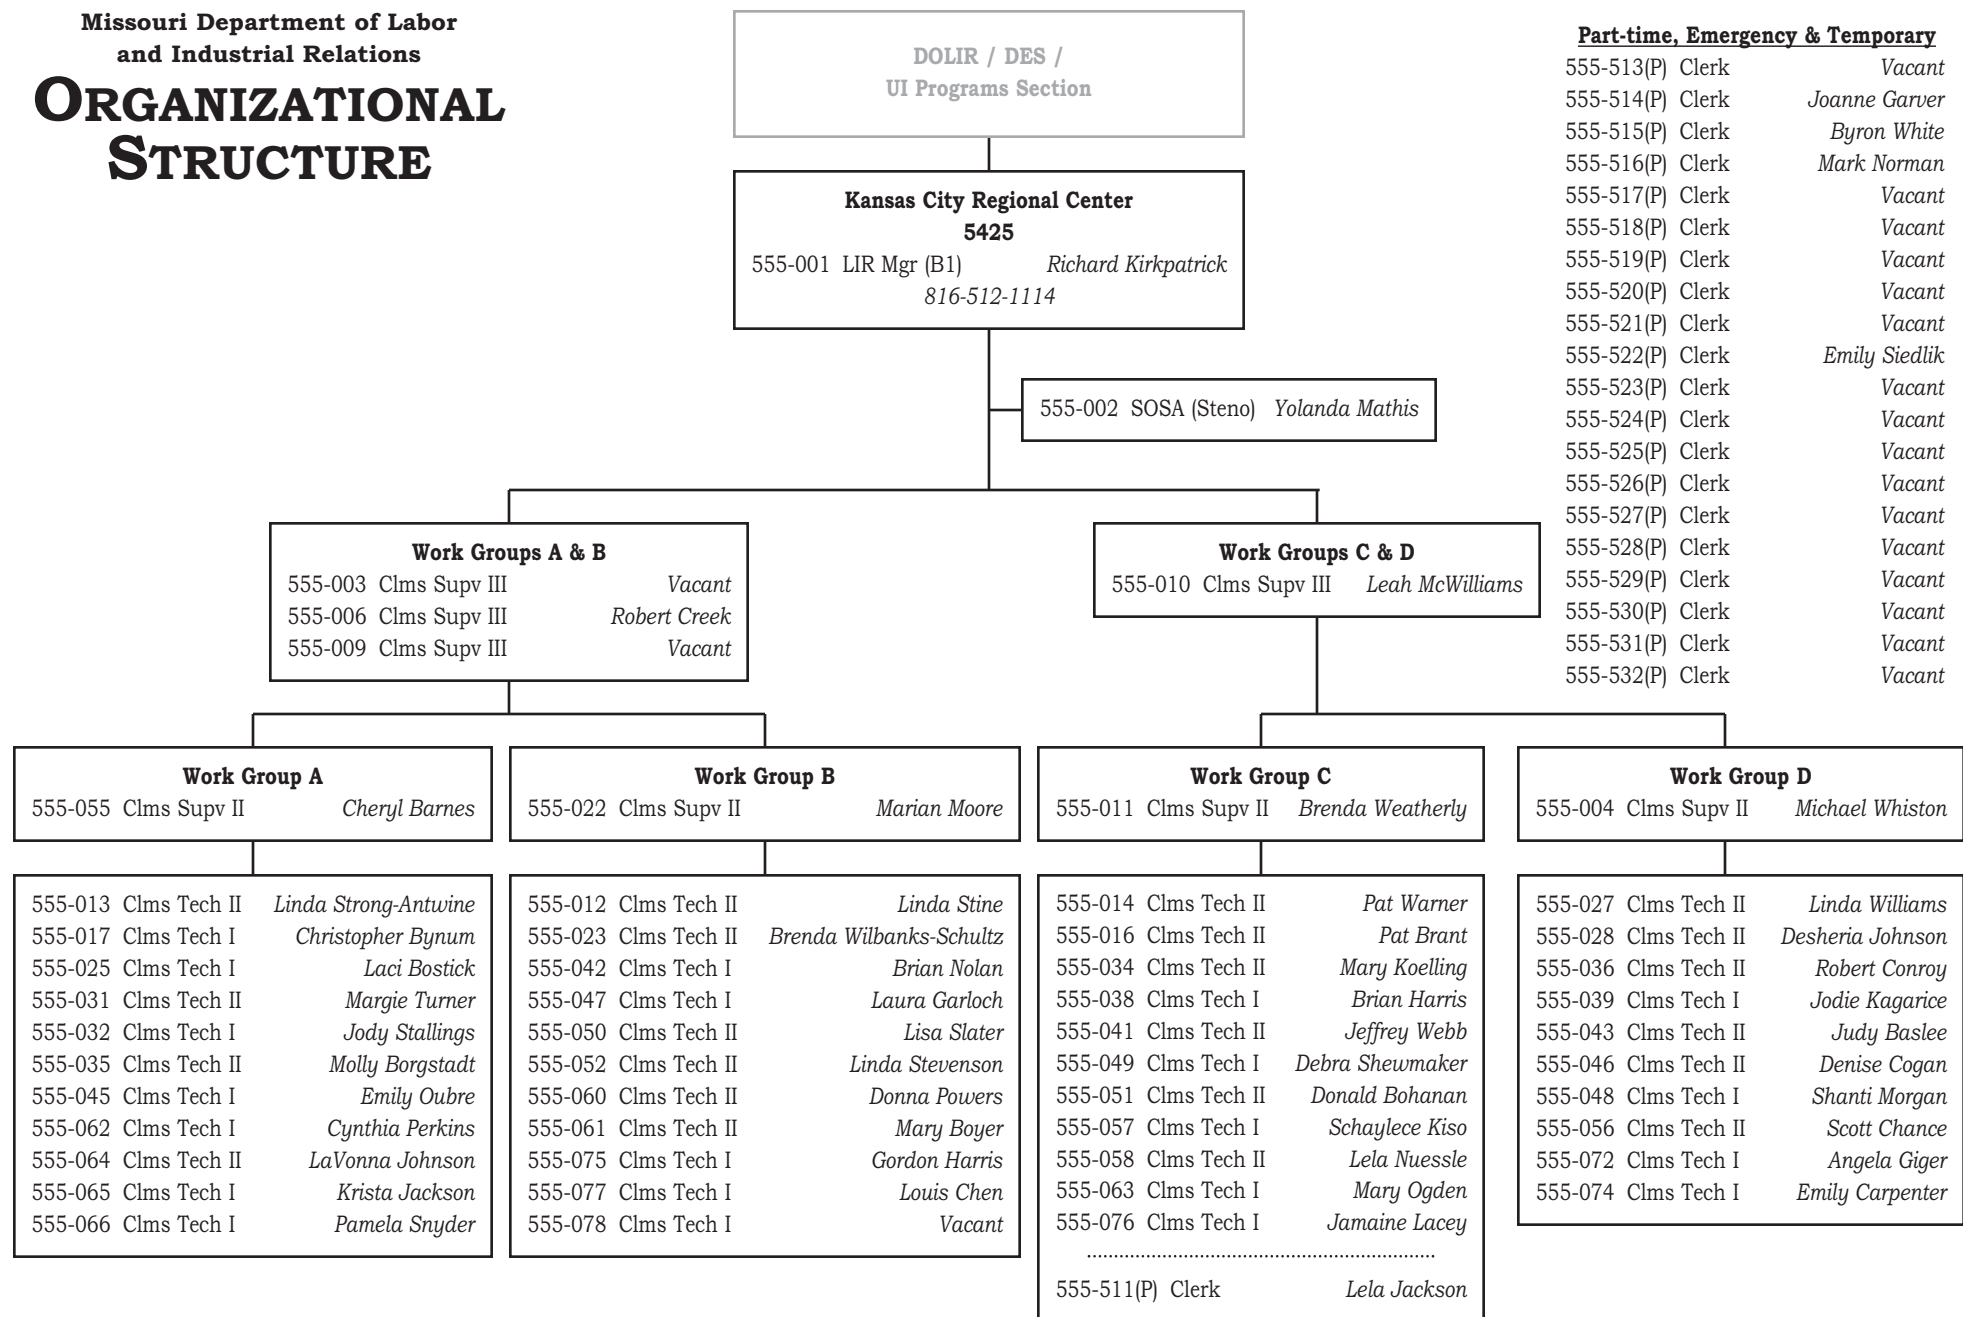 Missouri Department of Labor
and Industrial Relations
ORGANIZATIONAL
STRUCTURE
DOLIR / DES /
UI Programs Section
Kansas City Regional Center
5425
555-001 LIR Mgr (B1) Richard Kirkpatrick
816-512-1114
555-002 SOSA (Steno) Yolanda Mathis
Part-time, Emergency & Temporary
555-513(P) Clerk Vacant
555-514(P) Clerk Joanne Garver
555-515(P) Clerk Byron White
555-516(P) Clerk Mark Norman
555-517(P) Clerk Vacant
555-518(P) Clerk Vacant
555-519(P) Clerk Vacant
555-520(P) Clerk Vacant
555-521(P) Clerk Vacant
555-522(P) Clerk Emily Siedlik
555-523(P) Clerk Vacant
555-524(P) Clerk Vacant
555-525(P) Clerk Vacant
555-526(P) Clerk Vacant
555-527(P) Clerk Vacant
555-528(P) Clerk Vacant
555-529(P) Clerk Vacant
555-530(P) Clerk Vacant
555-531(P) Clerk Vacant
555-532(P) Clerk Vacant
Work Groups A & B
555-003 Clms Supv III Vacant
555-006 Clms Supv III Robert Creek
555-009 Clms Supv III Vacant
Work Groups C & D
555-010 Clms Supv III Leah McWilliams
Work Group A
555-055 Clms Supv II Cheryl Barnes
555-013 Clms Tech II Linda Strong-Antwine
555-017 Clms Tech I Christopher Bynum
555-025 Clms Tech I Laci Bostick
555-031 Clms Tech II Margie Turner
555-032 Clms Tech I Jody Stallings
555-035 Clms Tech II Molly Borgstadt
555-045 Clms Tech I Emily Oubre
555-062 Clms Tech I Cynthia Perkins
555-064 Clms Tech II LaVonna Johnson
555-065 Clms Tech I Krista Jackson
555-066 Clms Tech I Pamela Snyder
Work Group B
555-022 Clms Supv II Marian Moore
555-012 Clms Tech II Linda Stine
555-023 Clms Tech II Brenda Wilbanks-Schultz
555-042 Clms Tech I Brian Nolan
555-047 Clms Tech I Laura Garloch
555-050 Clms Tech II Lisa Slater
555-052 Clms Tech II Linda Stevenson
555-060 Clms Tech II Donna Powers
555-061 Clms Tech II Mary Boyer
555-075 Clms Tech I Gordon Harris
555-077 Clms Tech I Louis Chen
555-078 Clms Tech I Vacant
Work Group C
555-011 Clms Supv II Brenda Weatherly
555-014 Clms Tech II Pat Warner
555-016 Clms Tech II Pat Brant
555-034 Clms Tech II Mary Koelling
555-038 Clms Tech I Brian Harris
555-041 Clms Tech II Jeffrey Webb
555-049 Clms Tech I Debra Shewmaker
555-051 Clms Tech II Donald Bohanan
555-057 Clms Tech I Schaylece Kiso
555-058 Clms Tech II Lela Nuessle
555-063 Clms Tech I Mary Ogden
555-076 Clms Tech I Jamaine Lacey
555-511(P) Clerk Lela Jackson
Work Group D
555-004 Clms Supv II Michael Whiston
555-027 Clms Tech II Linda Williams
555-028 Clms Tech II Desheria Johnson
555-036 Clms Tech II Robert Conroy
555-039 Clms Tech I Jodie Kagarice
555-043 Clms Tech II Judy Baslee
555-046 Clms Tech II Denise Cogan
555-048 Clms Tech I Shanti Morgan
555-056 Clms Tech II Scott Chance
555-072 Clms Tech I Angela Giger
555-074 Clms Tech I Emily Carpenter